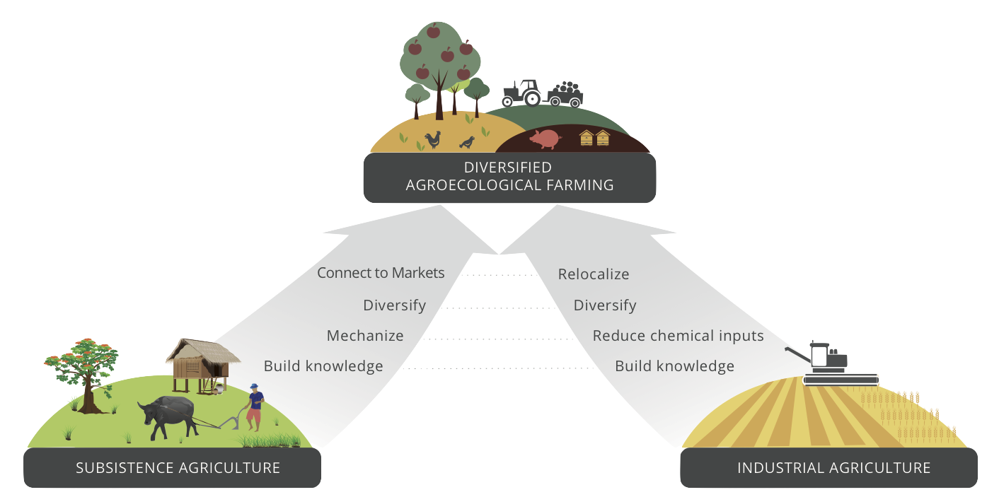 DIVERSIFIED
AGROECOLOGICAL FARMING
Connect to Markets
Relocalize
Diversify
Diversify
Mechanize
Reduce chemical inputs
Build knowledge
Build knowledge
SUBSISTENCE AGRICULTURE
INDUSTRIAL AGRICULTURE